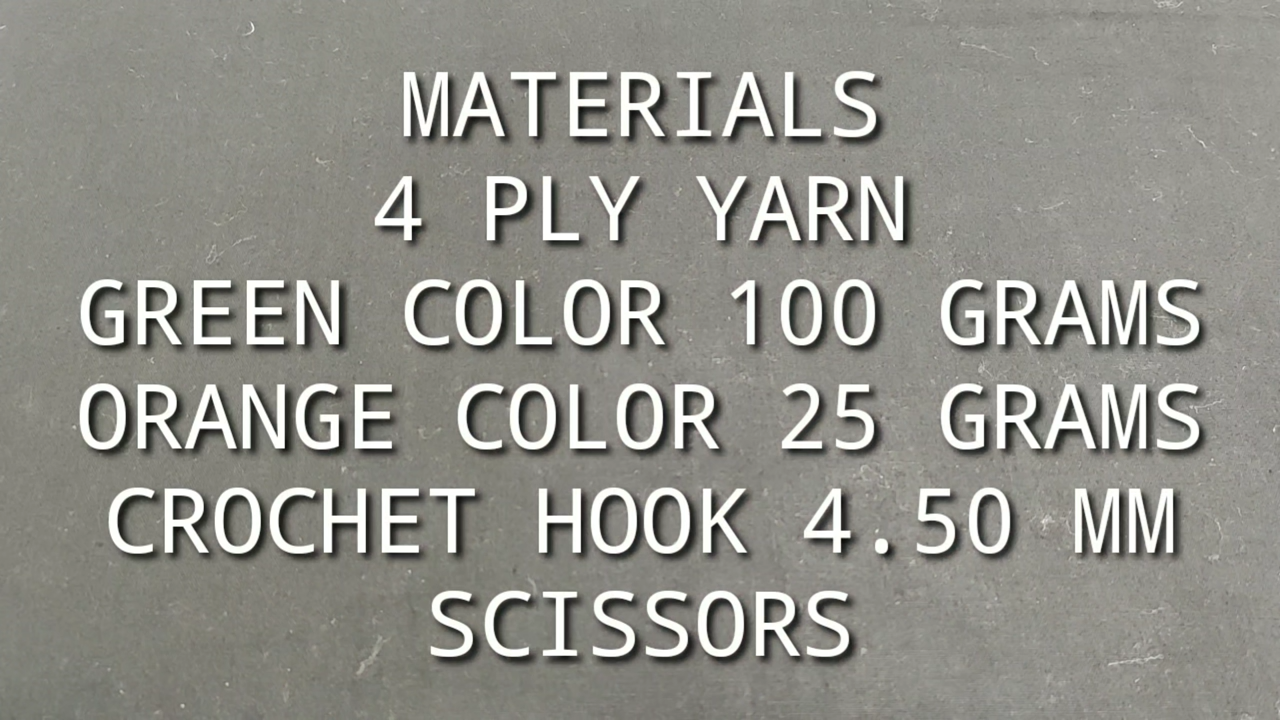 MATERIALS
4 PLY YARN
GREEN COLOR 100 GRAMS
ORANGE COLOR 25 GRAMS
CROCHET HOOK 4.50 MM
SCISSORS